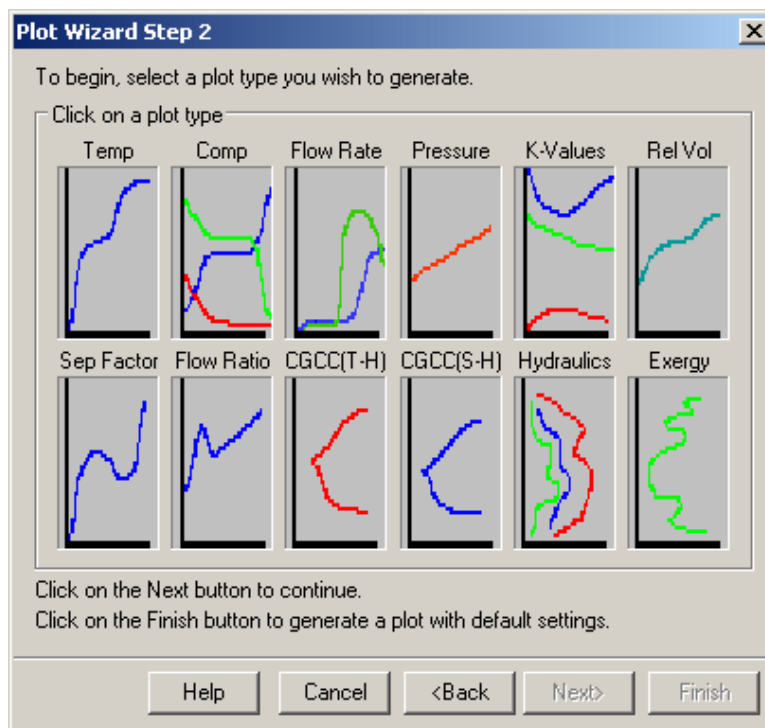 Plot Wizard Step 2
To begin, select a plot type you wish to generate.
Click on a plot type
Temp Comp Flow Rate Pressure K-Values Rel Vol
Sep Factor Flow Ratio CGCC(T-H) CGCC(S-H) Hydraulics Exergy
Click on the Next button to continue.
Click on the Finish button to generate a plot with default settings.
Help Cancel <Back Next> Finish